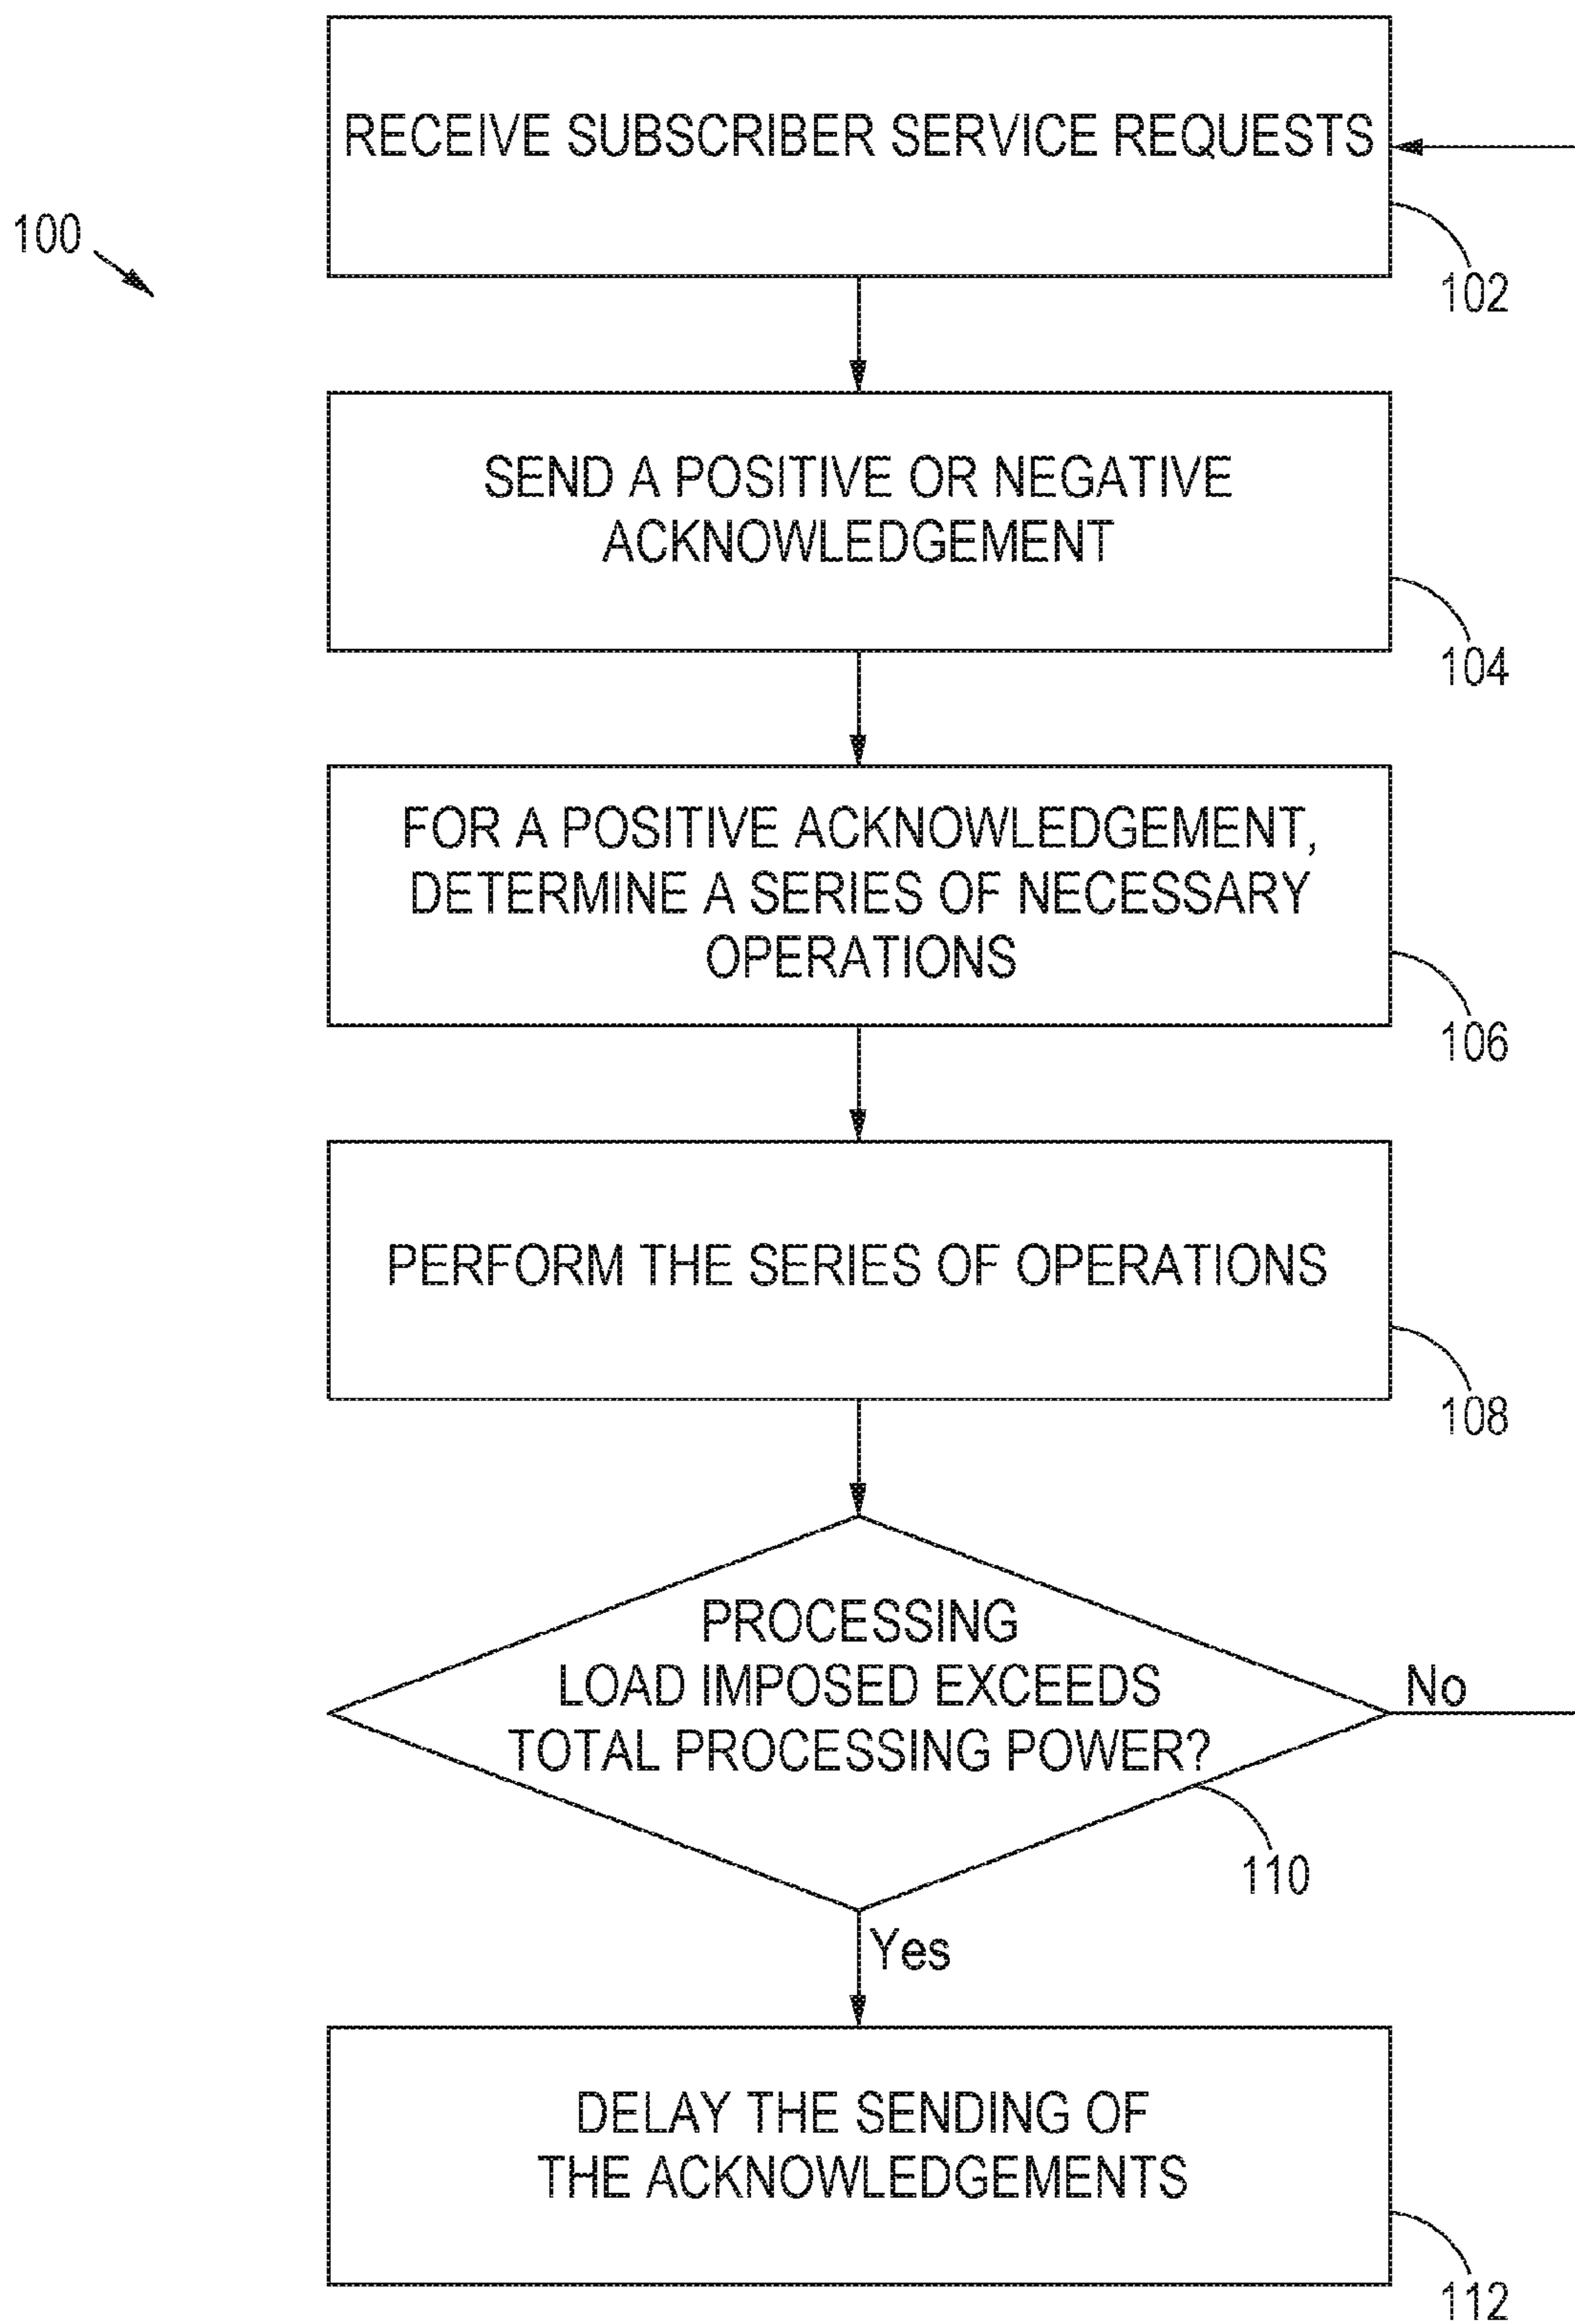 RECEIVE SUBSCRIBER SERVICE REQUESTS
100
102
SEND A POSITIVE OR NEGATIVE
ACKNOWLEDGEMENT
104
FOR A POSITIVE ACKNOWLEDGEMENT,
DETERMINE A SERIES OF NECESSARY
OPERATIONS
106
PERFORM THE SERIES OF OPERATIONS
108
PROCESSING
LOAD IMPOSED EXCEEDS
TOTAL PROCESSING POWER?
No
110
Yes
DELAY THE SENDING OF
THE ACKNOWLEDGEMENTS
112